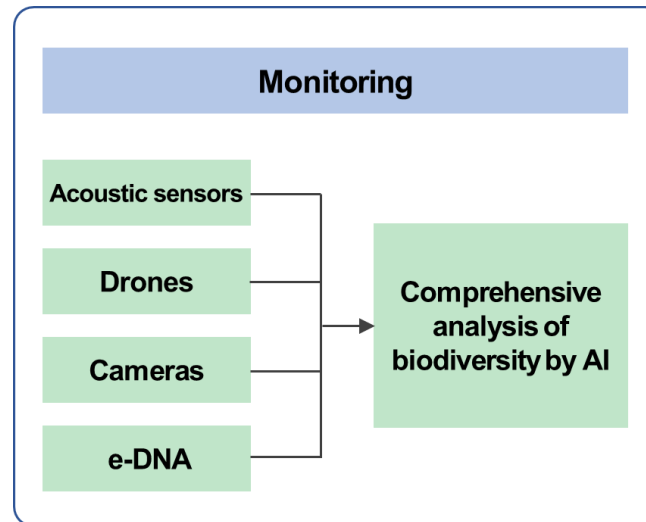 Monitoring
Acoustic sensors
Drones
Cameras
e-DNA
Comprehensive
analysis of
biodiversity by AI